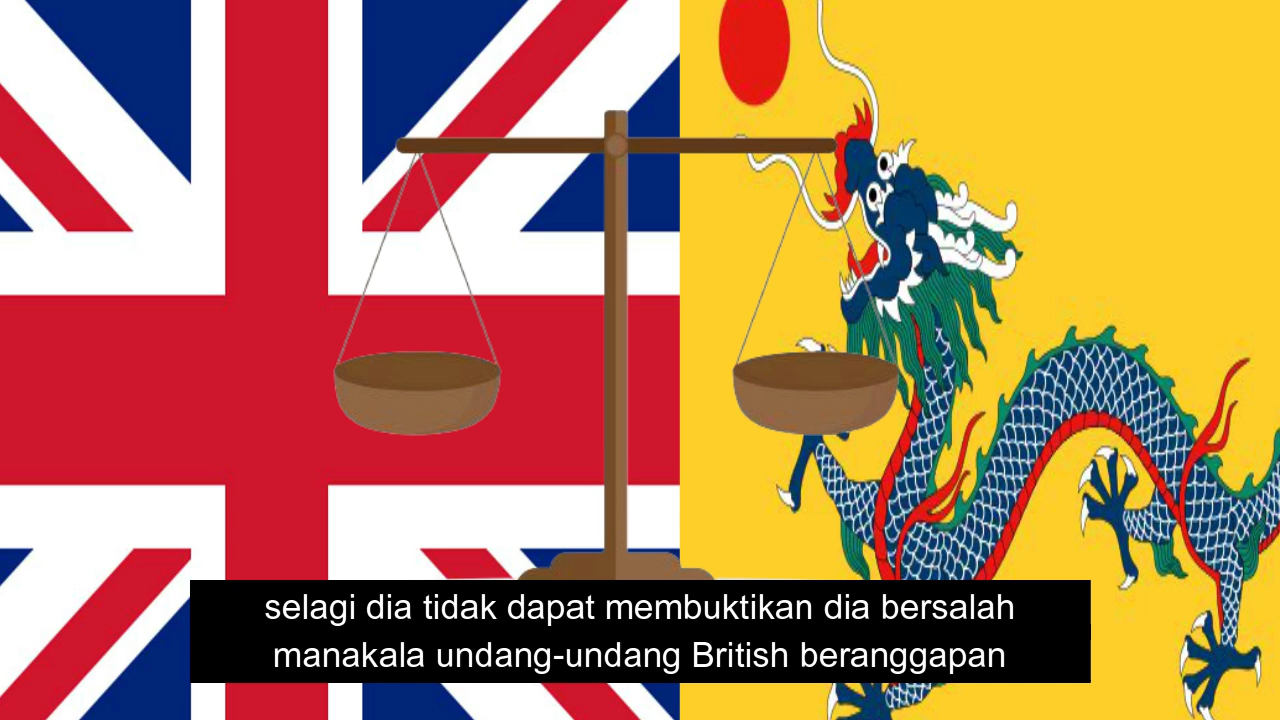 selagi dia tidak dapat membuktikan dia bersalah
manakala undang-undang British beranggapan